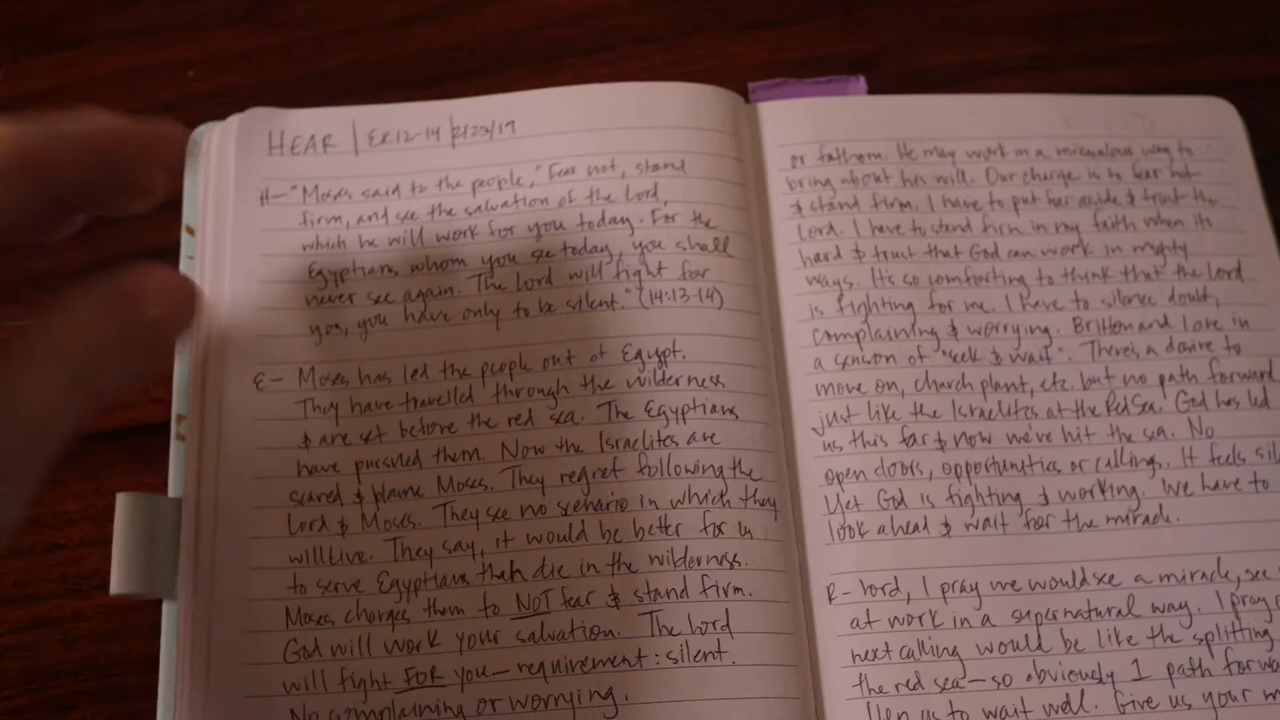 HEAR | EX 12-14 | 2/23/19
H- "Moses said to the people, "Fear not, stand
firm, and see the salvation of the Lord,
which he will work for you today. For the
Egyptians whom you see today, you shall
never see again. The Lord will fight for
you, you have only to be silent." (14:13-14)
E- Moses has led the people out of Egypt.
They have travelled through the wilderness
& are set before the red sea. The Egyptians
have pursued them. Now the Israelites are
scared & blame Moses. They regret following the
Lord & Moses. They see no scenario in which they
will live. They say, it would be better for us
to serve Egyptians than die in the wilderness.
Moses charges them to NOT fear & stand firm.
God will work your salvation. The Lord
will fight FOR you—requirement: silent.
No complaining or worrying.
or fathom. He may work in a miraculous way to
bring about his will. Our charge is to fear not
& stand firm. I have to put fear aside & trust the
Lord. I have to stand firm in my faith when its
hard & trust that God can work in mighty
ways. It's so comforting to think that the Lord
is fighting for me. I have to silence doubt,
complaining & worrying. Britton and I are in
a season of "seek & wait". There's a desire to
move on, church plant, etc. but no path forward
just like the Israelites at the Red Sea. God has led
us this far & now we've hit the sea. No
open doors, opportunities or callings. It feels sil
Yet God is fighting & working. We have to
look ahead & wait for the miracle.
R- Lord, I pray we would see a miracle, see
at work in a supernatural way. I pray
next calling would be like the splitting
the red sea—so obviously 1 path forwa
us to wait well. Give us your